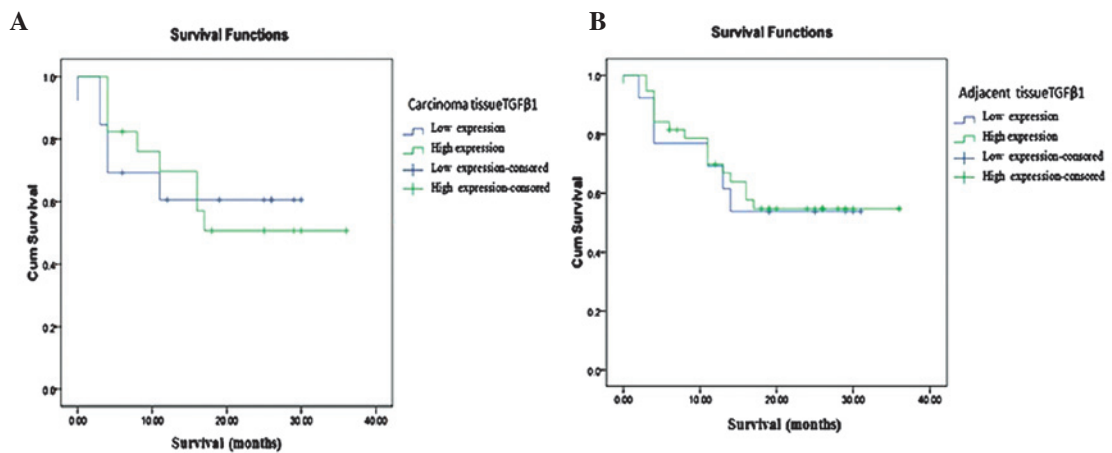 A
Survival Functions
Cum Survival
1.0
0.8
0.6
0.4
0.2
0.0
0.00 10.00 20.00 30.00 40.00
Survival (months)
Carcinoma tissueTGFβ1
Low expression
High expression
Low expression-consored
High expression-consored
B
Survival Functions
Cum Survival
1.0
0.8
0.6
0.4
0.2
0.0
0.00 10.00 20.00 30.00 40.00
Survival (months)
Adjacent tissueTGFβ1
Low expression
High expression
Low expression-consored
High expression-consored